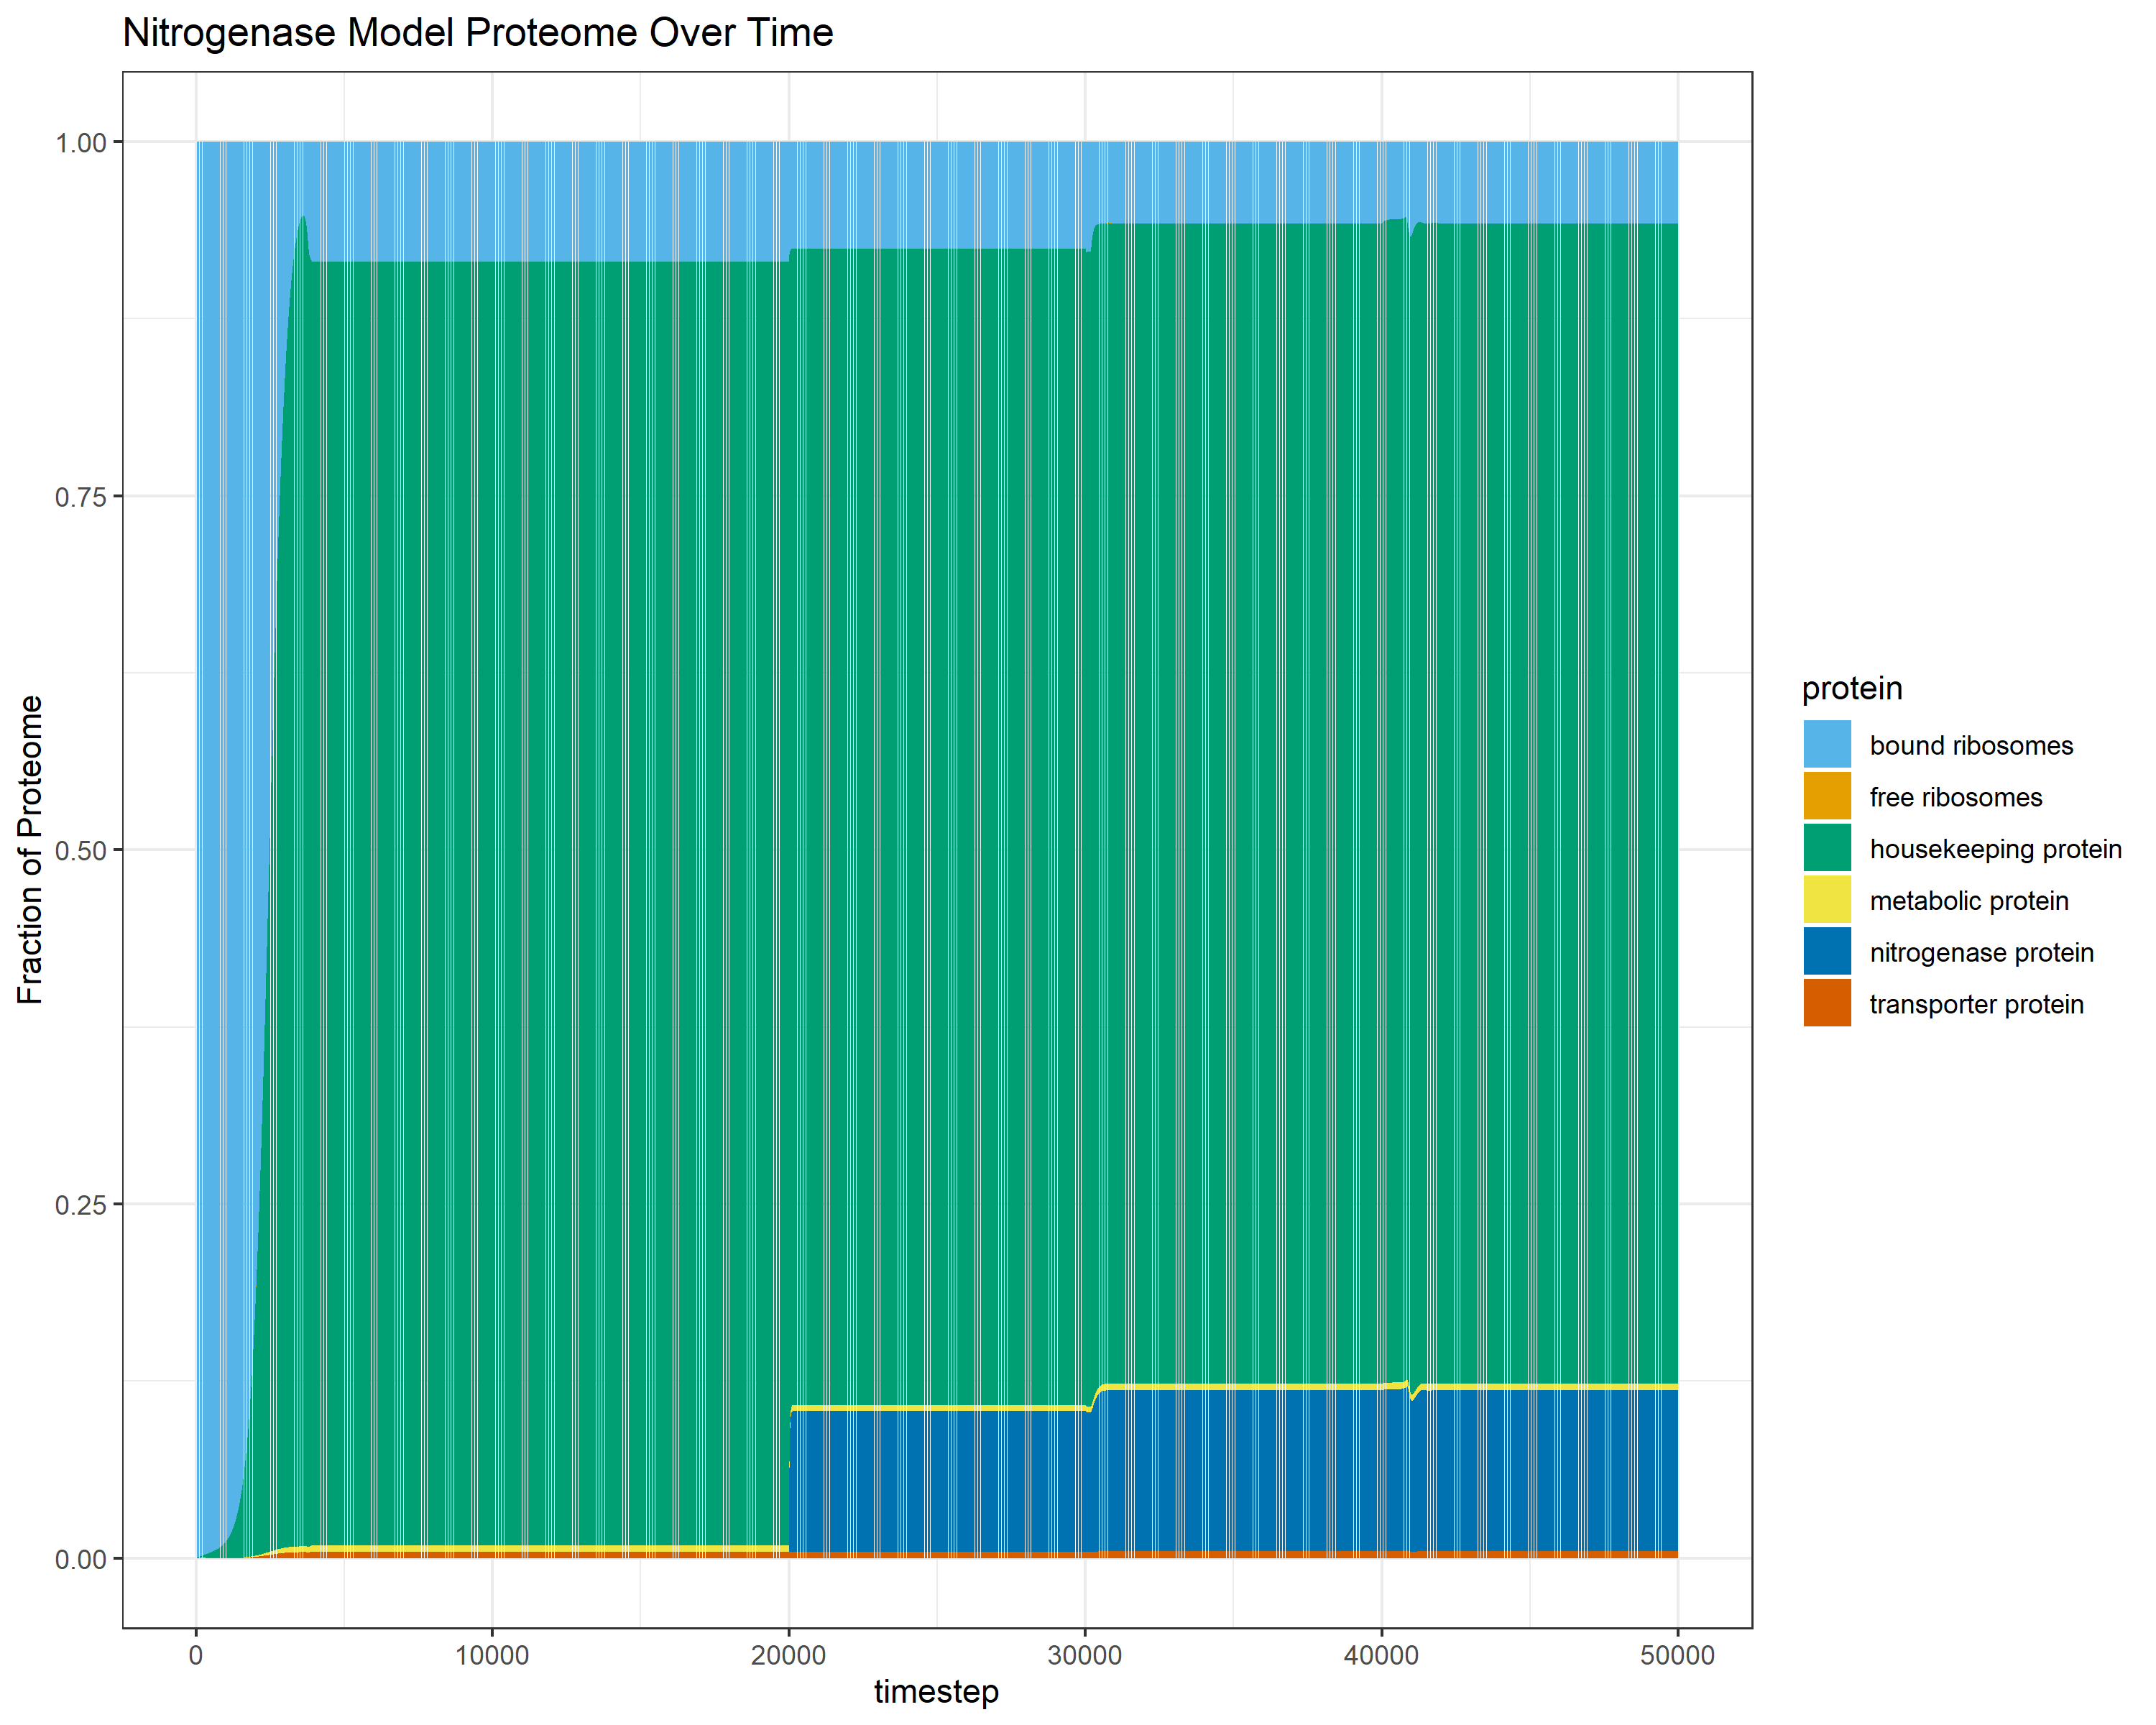 Nitrogenase Model Proteome Over Time
1.00
0.75
0.50
0.25
0.00
Fraction of Proteome
0 10000 20000 30000 40000 50000
timestep
protein
bound ribosomes
free ribosomes
housekeeping protein
metabolic protein
nitrogenase protein
transporter protein